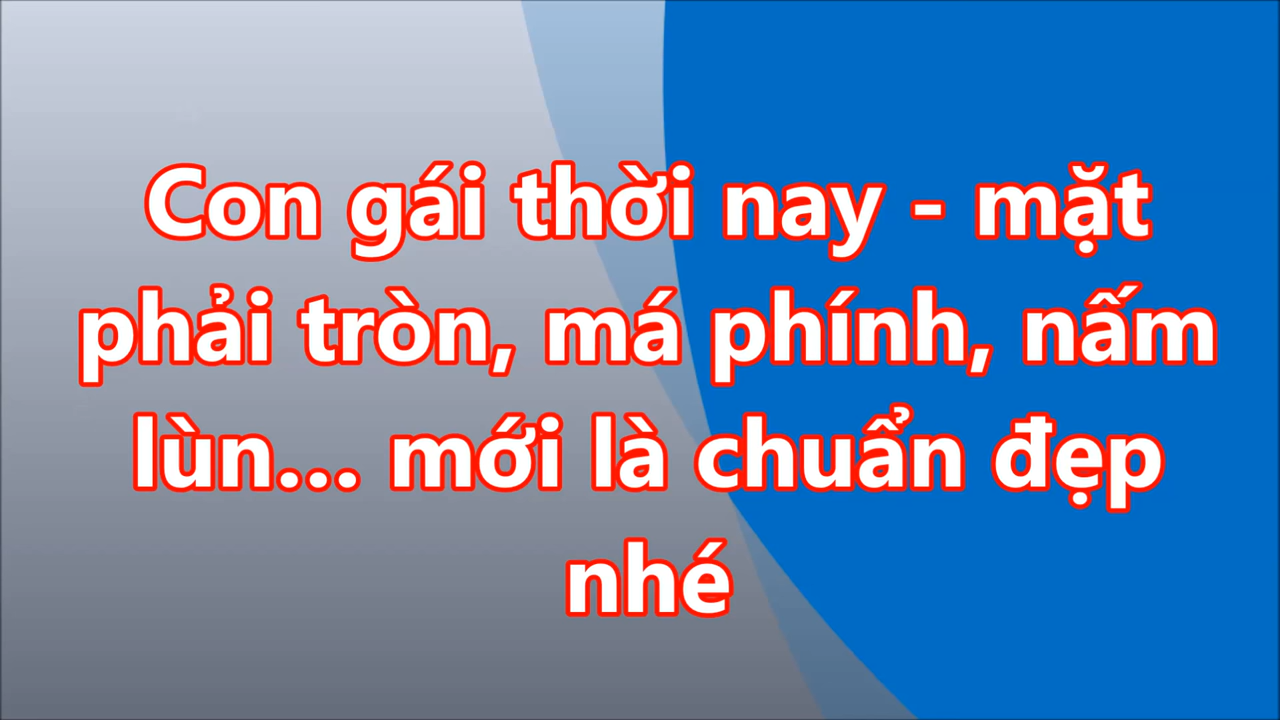 Con gái thời nay - mặt
phải tròn, má phính, nấm
lùn... mới là chuẩn đẹp
nhé